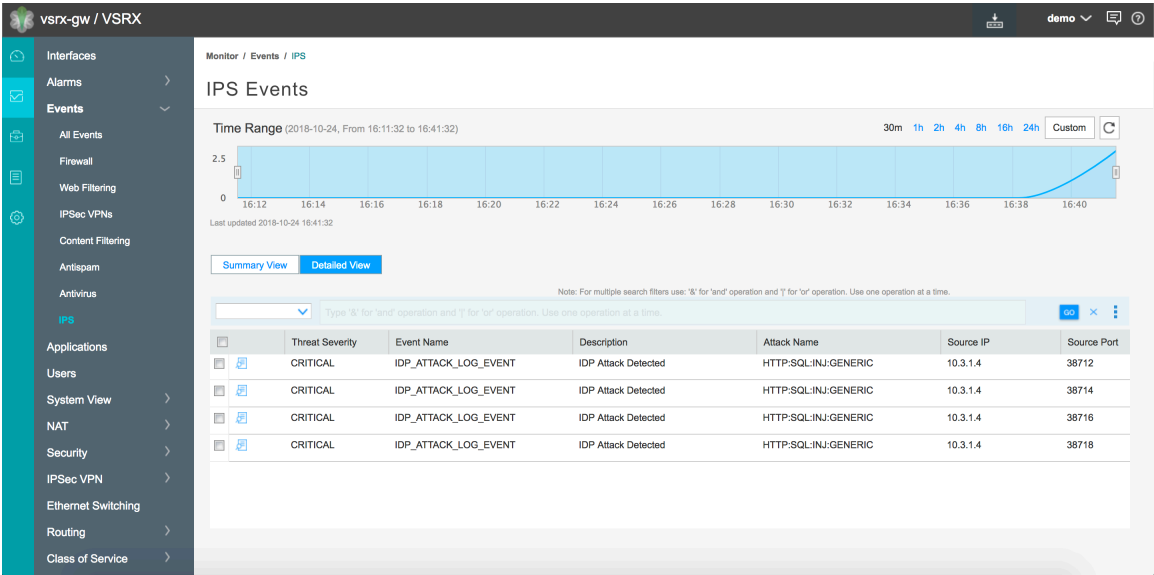 vsrx-gw / VSRX
demo
Interfaces
Alarms
Events
All Events
Firewall
Web Filtering
IPSec VPNs
Content Filtering
Antispam
Antivirus
IPS
Applications
Users
System View
NAT
Security
IPSec VPN
Ethernet Switching
Routing
Class of Service
Monitor / Events / IPS
IPS Events
Time Range (2018-10-24, From 16:11:32 to 16:41:32)
30m 1h 2h 4h 8h 16h 24h Custom
2.5
0
16:12 16:14 16:16 16:18 16:20 16:22 16:24 16:26 16:28 16:30 16:32 16:34 16:36 16:38 16:40
Last updated 2018-10-24 16:41:32
Summary View Detailed View
Note: For multiple search filters use: '&' for 'and' operation and '|' for 'or' operation. Use one operation at a time.
Type '&' for 'and' operation and '|' for 'or' operation. Use one operation at a time.
GO
Threat Severity Event Name Description Attack Name Source IP Source Port
CRITICAL IDP_ATTACK_LOG_EVENT IDP Attack Detected HTTP:SQL:INJ:GENERIC 10.3.1.4 38712
CRITICAL IDP_ATTACK_LOG_EVENT IDP Attack Detected HTTP:SQL:INJ:GENERIC 10.3.1.4 38714
CRITICAL IDP_ATTACK_LOG_EVENT IDP Attack Detected HTTP:SQL:INJ:GENERIC 10.3.1.4 38716
CRITICAL IDP_ATTACK_LOG_EVENT IDP Attack Detected HTTP:SQL:INJ:GENERIC 10.3.1.4 38718